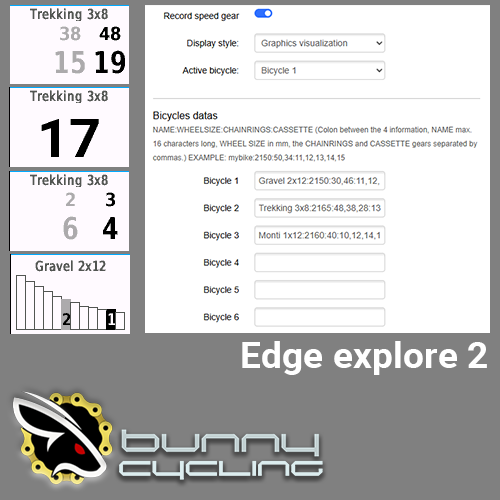 Trekking 3x8
38 48
15 19
Trekking 3x8
17
Trekking 3x8
2 3
6 4
Gravel 2x12
2 1
Record speed gear
Display style: Graphics visualization
Active bicycle: Bicycle 1
Bicycles datas
NAME:WHEELSIZE:CHAINRINGS:CASSETTE (Colon between the 4 information, NAME max.
16 characters long, WHEEL SIZE in mm, the CHAINRINGS and CASSETTE gears separated by
commas.) EXAMPLE: mybike:2150:50,34:11,12,13,14,15
Bicycle 1 Gravel 2x12:2150:30,46:11,12,
Bicycle 2 Trekking 3x8:2165:48,38,28:13
Bicycle 3 Monti 1x12:2160:40:10,12,14,1
Bicycle 4
Bicycle 5
Bicycle 6
Edge explore 2
bunny
cycling